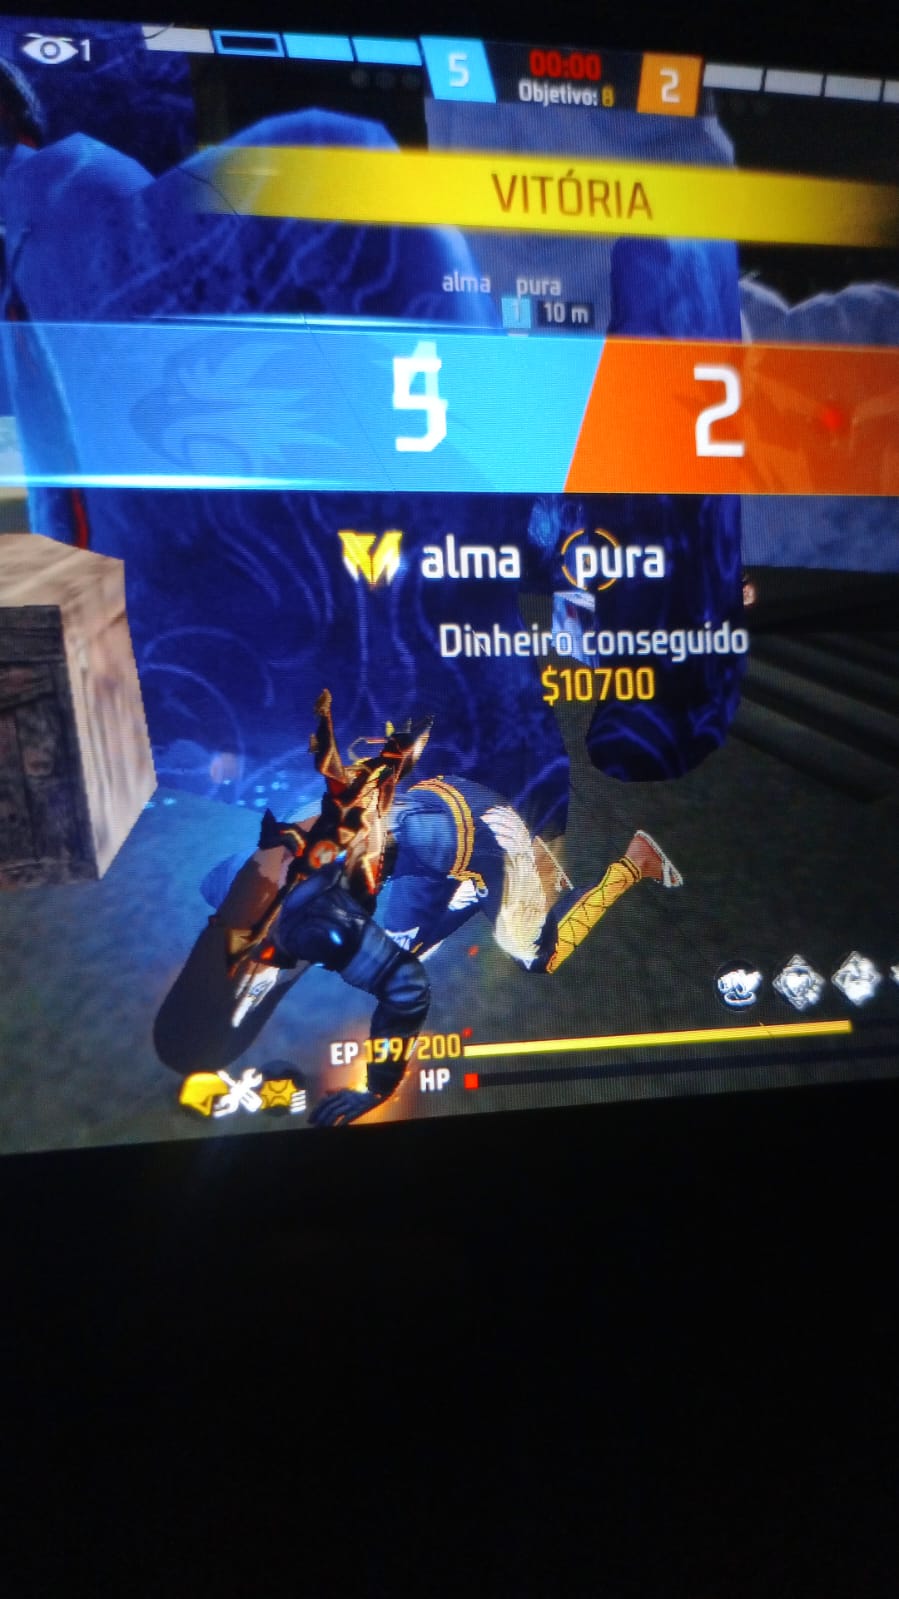 1
5 00:00 2
Objetivo: 8
VITÓRIA
alma pura
1 10 m
5 2
alma pura
Dinheiro conseguido
$10700
EP 159/200
HP